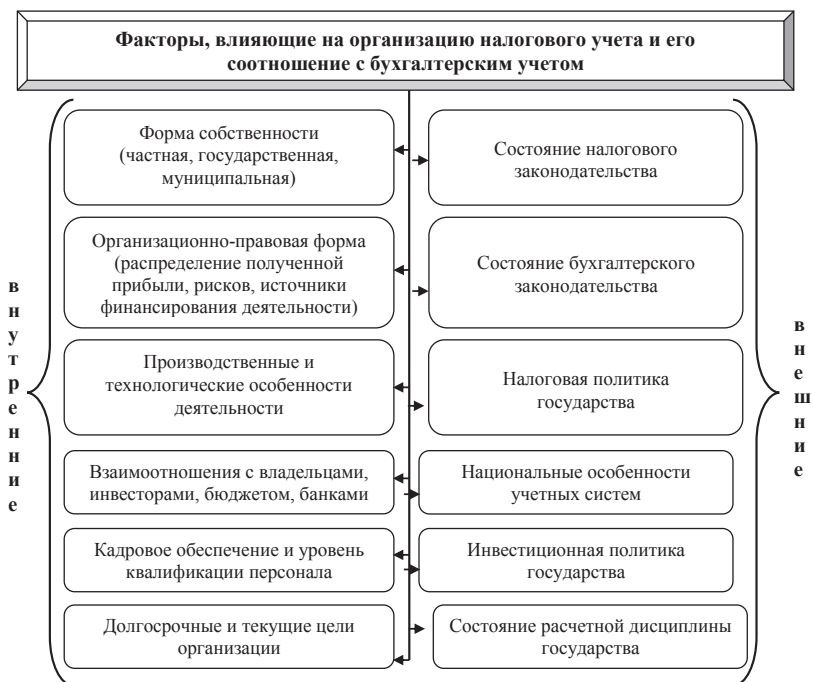 Факторы, влияющие на организацию налогового учета и его
соотношение с бухгалтерским учетом
внутренние
Форма собственности
(частная, государственная,
муниципальная)
Организационно-правовая форма
(распределение полученной
прибыли, рисков, источники
финансирования деятельности)
Производственные и
технологические особенности
деятельности
Взаимоотношения с владельцами,
инвесторами, бюджетом, банками
Кадровое обеспечение и уровень
квалификации персонала
Долгосрочные и текущие цели
организации
Состояние налогового
законодательства
Состояние бухгалтерского
законодательства
Налоговая политика
государства
Национальные особенности
учетных систем
Инвестиционная политика
государства
Состояние расчетной дисциплины
государства
внешние